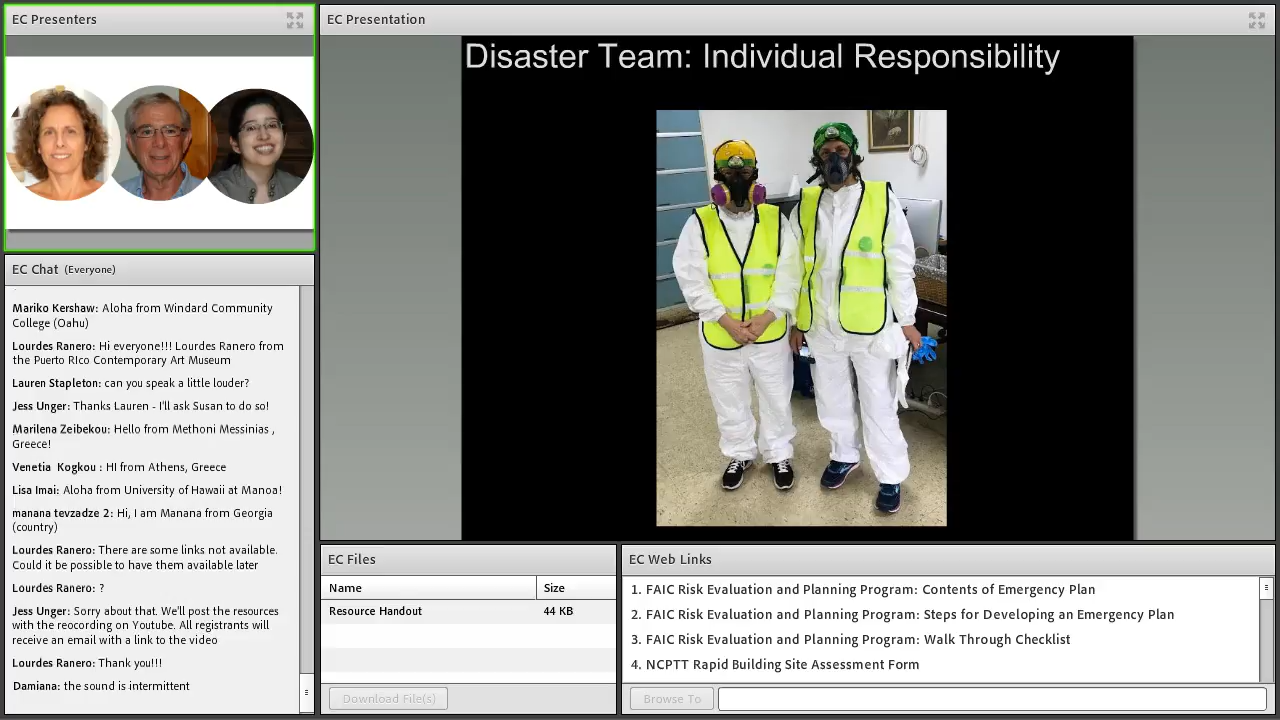 EC Presenters
EC Presentation
Disaster Team: Individual Responsibility
EC Chat (Everyone)
Mariko Kershaw: Aloha from Windard Community
College (Oahu)
Lourdes Ranero: Hi everyone!!! Lourdes Ranero from
the Puerto RIco Contemporary Art Museum
Lauren Stapleton: can you speak a little louder?
Jess Unger: Thanks Lauren - I'll ask Susan to do so!
Marilena Zeibekou: Hello from Methoni Messinias ,
Greece!
Venetia Kogkou : HI from Athens, Greece
Lisa Imai: Aloha from University of Hawaii at Manoa!
manana tevzadze 2: Hi, I am Manana from Georgia
(country)
Lourdes Ranero: There are some links not available.
Could it be possible to have them available later
Lourdes Ranero: ?
Jess Unger: Sorry about that. We'll post the resources
with the reocording on Youtube. All registrants will
receive an email with a link to the video
Lourdes Ranero: Thank you!!!
Damiana: the sound is intermittent
EC Files
Name Size
Resource Handout 44 KB
Download File(s)
EC Web Links
1. FAIC Risk Evaluation and Planning Program: Contents of Emergency Plan
2. FAIC Risk Evaluation and Planning Program: Steps for Developing an Emergency Plan
3. FAIC Risk Evaluation and Planning Program: Walk Through Checklist
4. NCPTT Rapid Building Site Assessment Form
Browse To